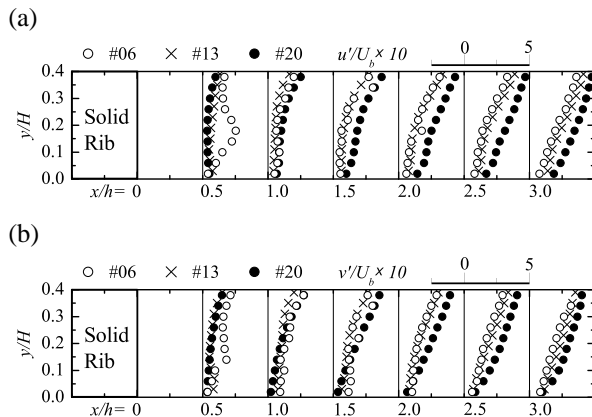 (a)
○ #06 × #13 ● #20 u'/U_b × 10 0 5
0.4
0.3
0.2
0.1
0.0
y/H
Solid
Rib
x/h= 0 0.5 1.0 1.5 2.0 2.5 3.0
(b)
○ #06 × #13 ● #20 v'/U_b × 10 0 5
0.4
0.3
0.2
0.1
0.0
y/H
Solid
Rib
x/h= 0 0.5 1.0 1.5 2.0 2.5 3.0